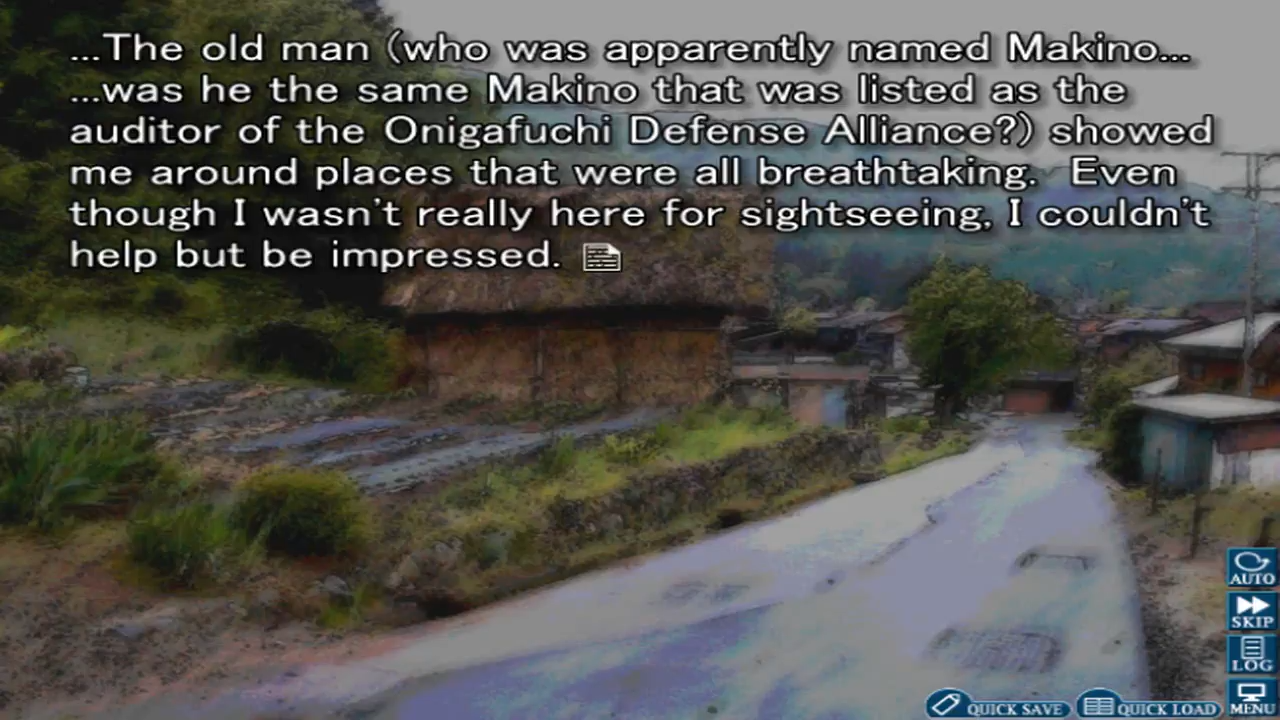 ...The old man (who was apparently named Makino...
...was he the same Makino that was listed as the
auditor of the Onigafuchi Defense Alliance?) showed
me around places that were all breathtaking.  Even
though I wasn't really here for sightseeing, I couldn't
help but be impressed.
AUTO
SKIP
LOG
QUICK SAVE
QUICK LOAD
MENU